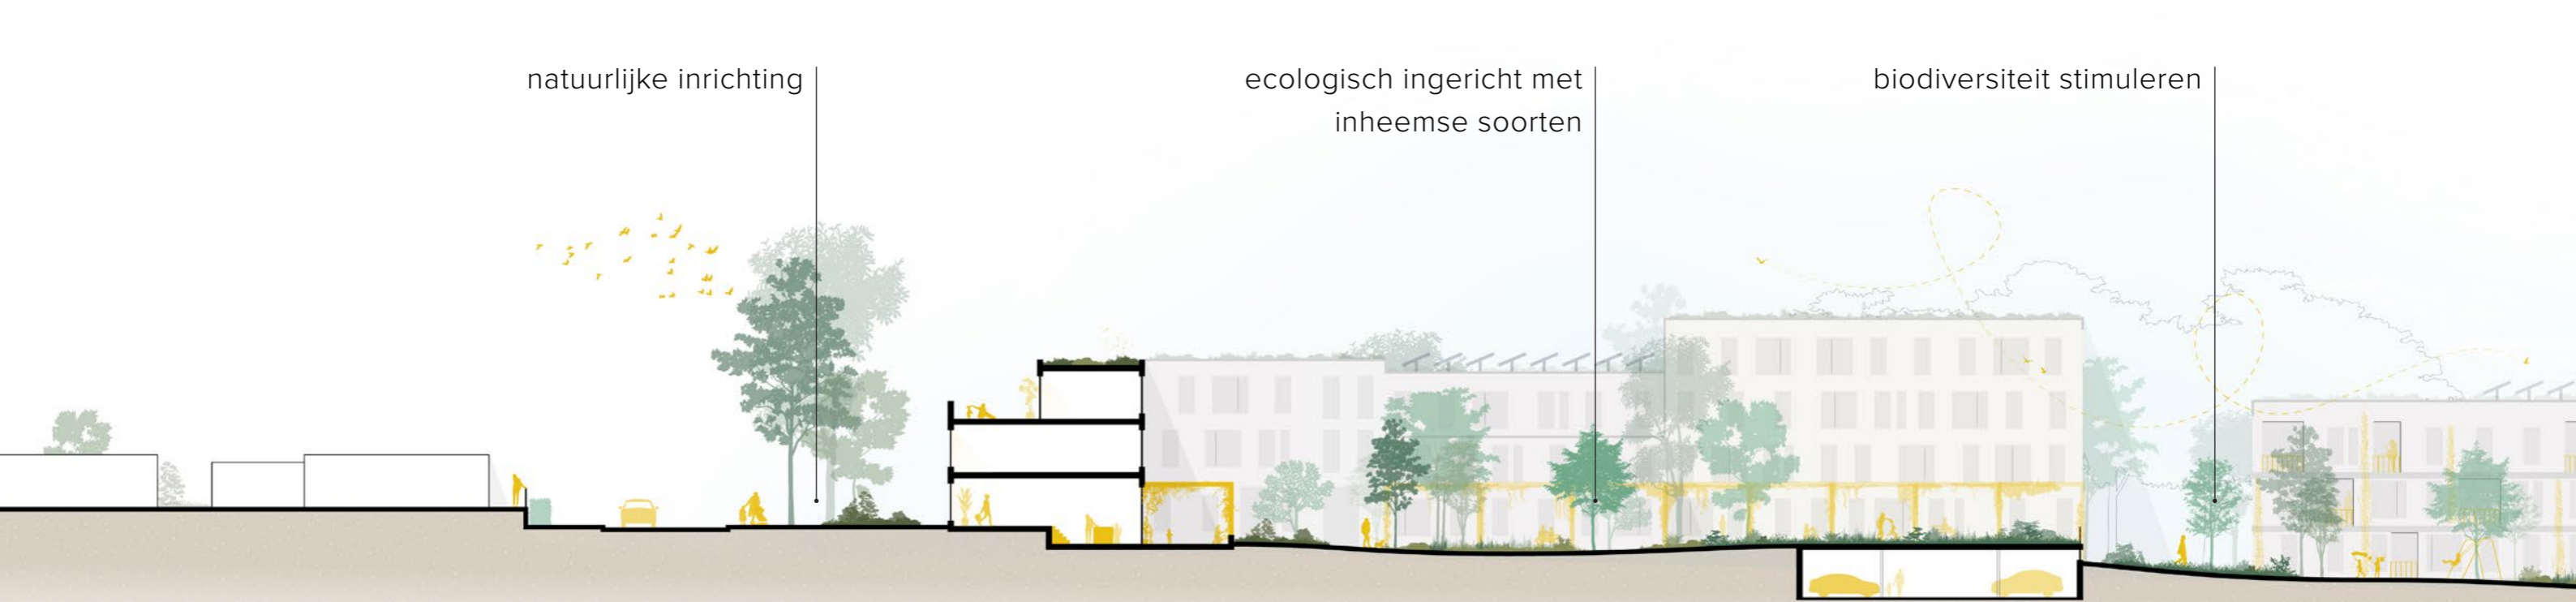 natuurlijke inrichting
ecologisch ingericht met
inheemse soorten
biodiversiteit stimuleren